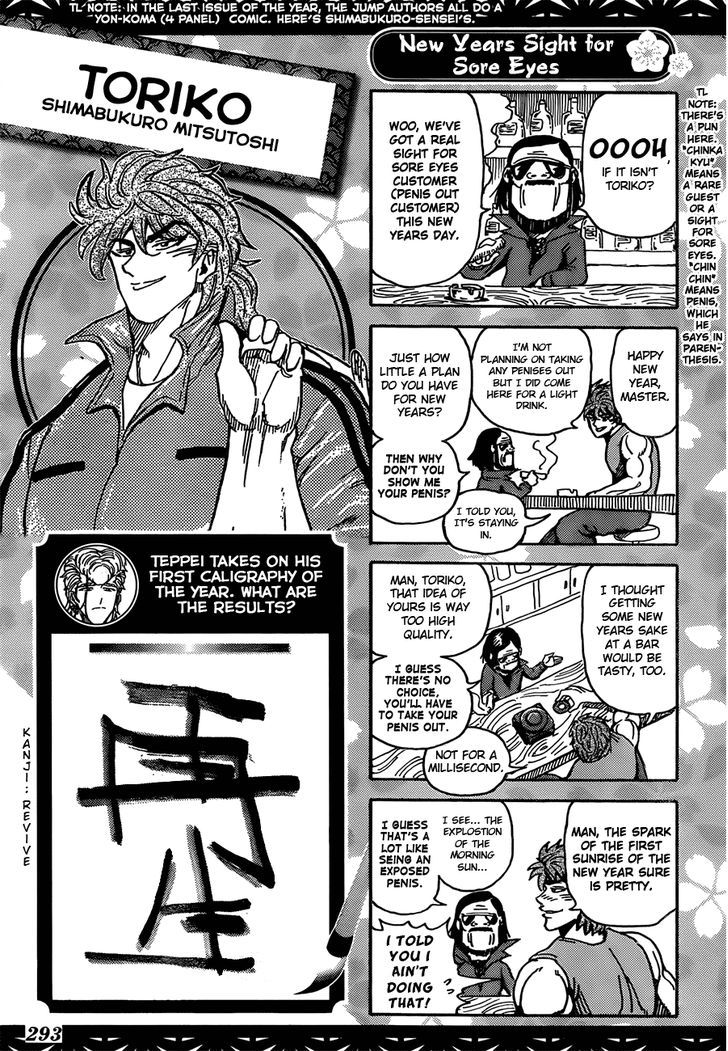 TL NOTE: IN THE LAST ISSUE OF THE YEAR, THE JUMP AUTHORS ALL DO A
YON-KOMA (4 PANEL) COMIC. HERE'S SHIMABUKURO-SENSEI'S.
TORIKO
SHIMABUKURO MITSUTOSHI
New Years Sight for
Sore Eyes
TL
NOTE:
THERE'S
A PUN
HERE.
"CHINKA
KYU"
MEANS
A RARE
GUEST
OR A
SIGHT
FOR
SORE
EYES.
"CHIN
CHIN"
MEANS
PENIS,
WHICH
HE
SAYS IN
PAREN-
THESIS.
OOOH,
IF IT ISN'T
TORIKO?
WOO, WE'VE
GOT A REAL
SIGHT FOR
SORE EYES
CUSTOMER
(PENIS OUT
CUSTOMER)
THIS NEW
YEARS DAY.
HAPPY
NEW
YEAR,
MASTER.
I'M NOT
PLANNING ON TAKING
ANY PENISES OUT
BUT I DID COME
HERE FOR A LIGHT
DRINK.
JUST HOW
LITTLE A PLAN
DO YOU HAVE
FOR NEW
YEARS?
THEN WHY
DON'T YOU
SHOW ME
YOUR PENIS?
I TOLD YOU,
IT'S STAYING
IN.
I THOUGHT
GETTING
SOME NEW
YEARS SAKE
AT A BAR
WOULD BE
TASTY, TOO.
MAN, TORIKO,
THAT IDEA OF
YOURS IS WAY
TOO HIGH
QUALITY.
I GUESS
THERE'S NO
CHOICE,
YOU'LL HAVE
TO TAKE YOUR
PENIS OUT.
NOT FOR A
MILLISECOND.
MAN, THE SPARK
OF THE FIRST
SUNRISE OF THE
NEW YEAR SURE
IS PRETTY.
I SEE... THE
EXPLOSTION
OF THE
MORNING
SUN...
I GUESS
THAT'S A
LOT LIKE
SEING AN
EXPOSED
PENIS.
I TOLD
YOU I
AIN'T
DOING
THAT!
TEPPEI TAKES ON HIS
FIRST CALIGRAPHY OF
THE YEAR. WHAT ARE
THE RESULTS?
再生
KANJI: REVIVE
293